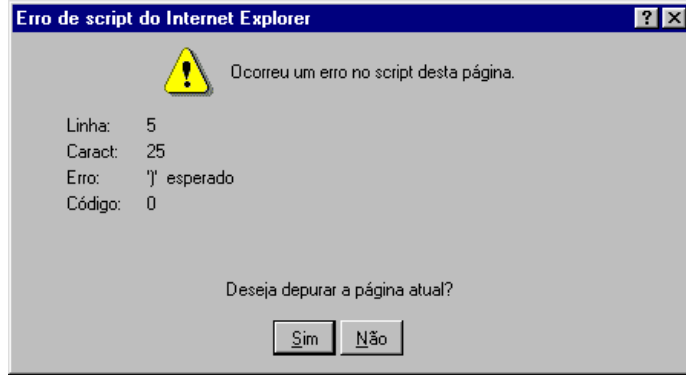 Erro de script do Internet Explorer
Ocorreu um erro no script desta página.
Linha: 5
Caract: 25
Erro: ')' esperado
Código: 0
Deseja depurar a página atual?
Sim Não